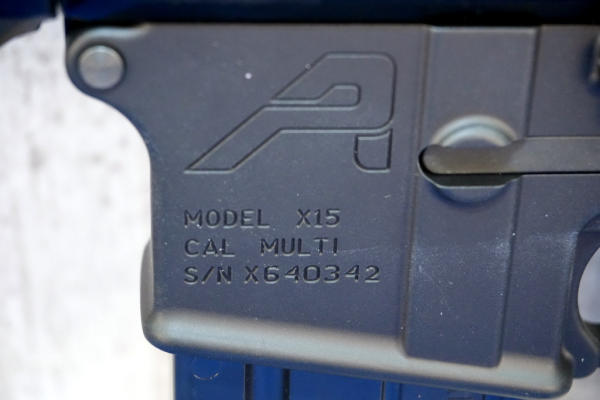 MODEL X15
CAL MULTI
S/N X640342